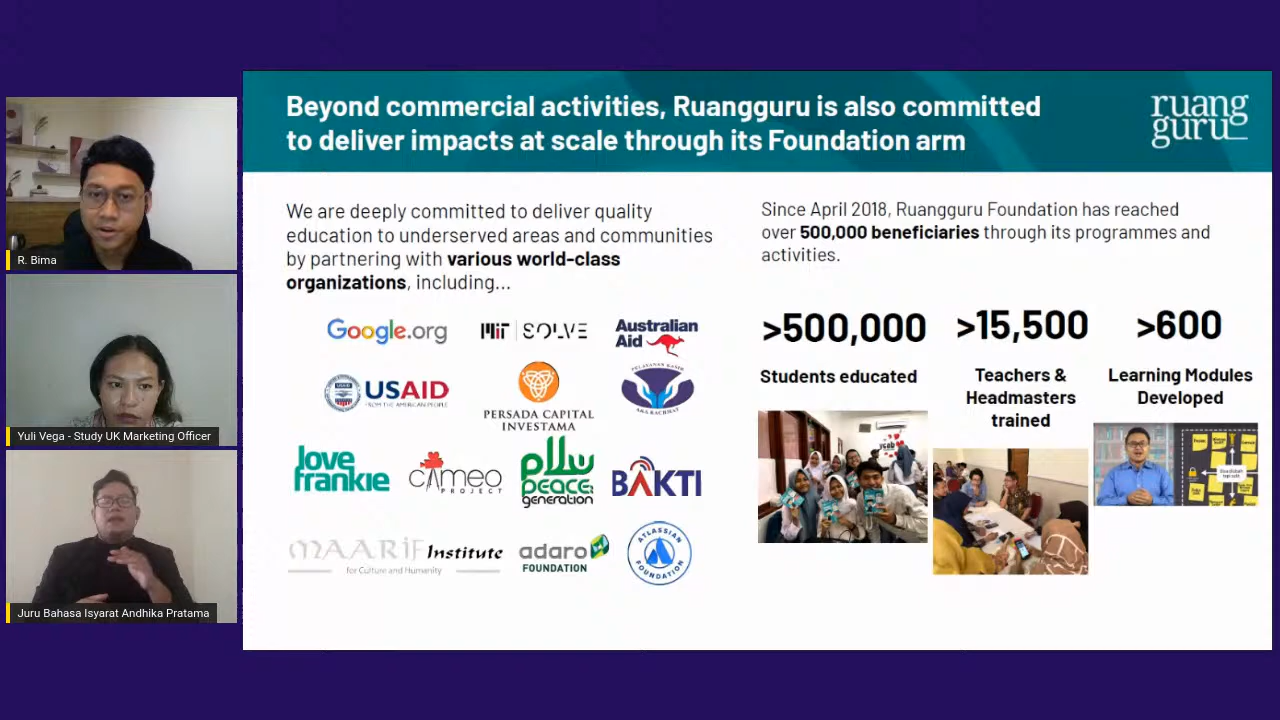 Beyond commercial activities, Ruangguru is also committed
to deliver impacts at scale through its Foundation arm
ruang
guru
R. Bima
Yuli Vega - Study UK Marketing Officer
Juru Bahasa Isyarat Andhika Pratama
We are deeply committed to deliver quality
education to underserved areas and communities
by partnering with various world-class
organizations, including...
Google.org
MIT SOLVE
Australian
Aid
USAID
FROM THE AMERICAN PEOPLE
PERSADA CAPITAL
INVESTAMA
PELAYANAN KASIH
A&A RACHMAT
love
frankie
CAMEO
PROJECT
peace
generation
BAKTI
MAARIF Institute
for Culture and Humanity
adaro
FOUNDATION
ATLASSIAN
FOUNDATION
Since April 2018, Ruangguru Foundation has reached
over 500,000 beneficiaries through its programmes and
activities.
>500,000
Students educated
>15,500
Teachers &
Headmasters
trained
>600
Learning Modules
Developed